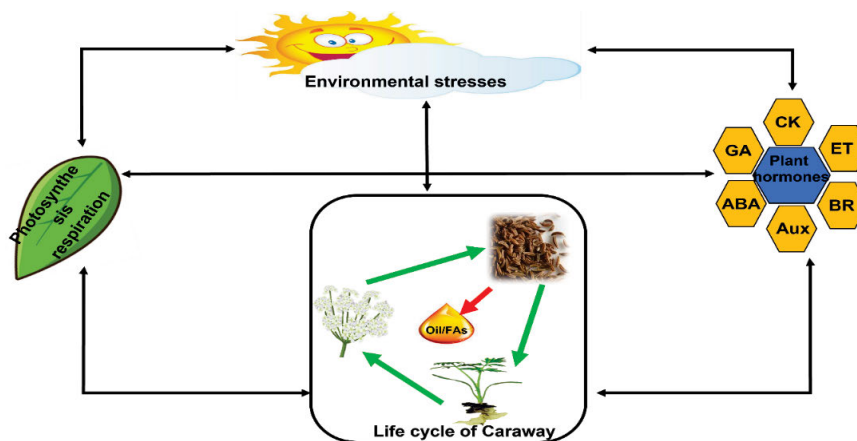 Environmental stresses
CK
GA
ET
Plant
hormones
ABA
BR
Aux
Photosynthe
sis
respiration
Oil/FAs
Life cycle of Caraway